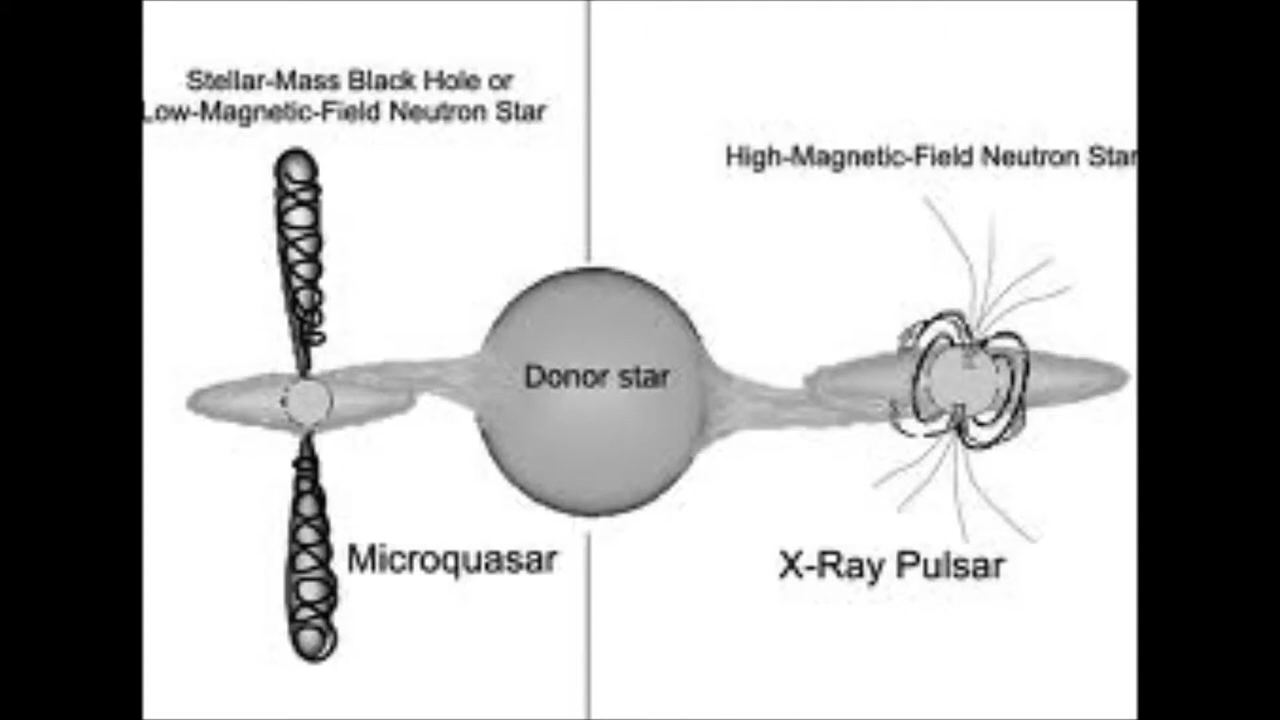 Stellar-Mass Black Hole or
Low-Magnetic-Field Neutron Star
High-Magnetic-Field Neutron Star
Donor star
Microquasar
X-Ray Pulsar